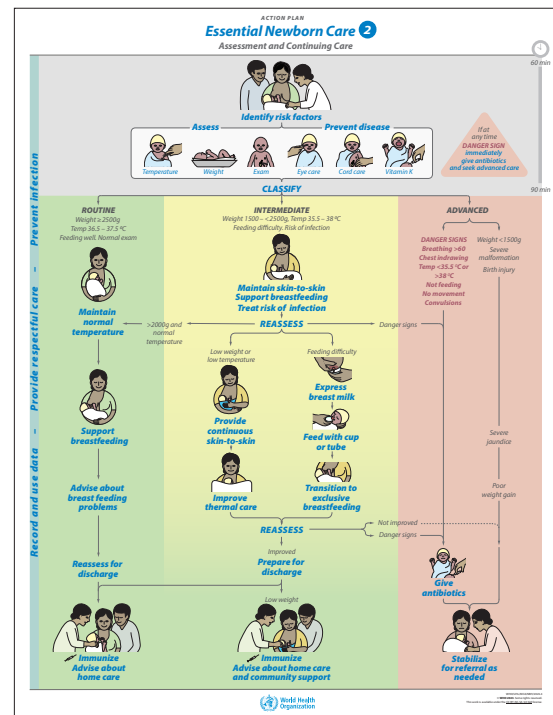 ACTION PLAN
Essential Newborn Care 2
Assessment and Continuing Care
60 min
Identify risk factors
Assess
Prevent disease
Temperature
Weight
Exam
Eye care
Cord care
Vitamin K
If at
any time
DANGER SIGN
immediately
give antibiotics
and seek advanced care
CLASSIFY
90 min
Prevent infection
–
Provide respectful care
–
Record and use data
ROUTINE
Weight ≥ 2500g
Temp 36.5 – 37.5 ºC
Feeding well. Normal exam
Maintain
normal
temperature
Support
breastfeeding
Advise about
breast feeding
problems
Reassess for
discharge
Immunize
Advise about
home care
INTERMEDIATE
Weight 1500 – <2500g, Temp 35.5 – 38 ºC
Feeding difficulty. Risk of infection
Maintain skin-to-skin
Support breastfeeding
Treat risk of infection
REASSESS
>2000g and
normal
temperature
Danger signs
Low weight or
low temperature
Provide
continuous
skin-to-skin
Improve
thermal care
Feeding difficulty
Express
breast milk
Feed with cup
or tube
Transition to
exclusive
breastfeeding
REASSESS
Not improved
Danger signs
Improved
Prepare for
discharge
Low weight
Immunize
Advise about home care
and community support
ADVANCED
DANGER SIGNS
Breathing >60
Chest indrawing
Temp <35.5 ºC or
>38 ºC
Not feeding
No movement
Convulsions
Weight <1500g
Severe
malformation
Birth Injury
Severe
jaundice
Poor
weight gain
Give
antibiotics
Stabilize
for referral as
needed
World Health
Organization